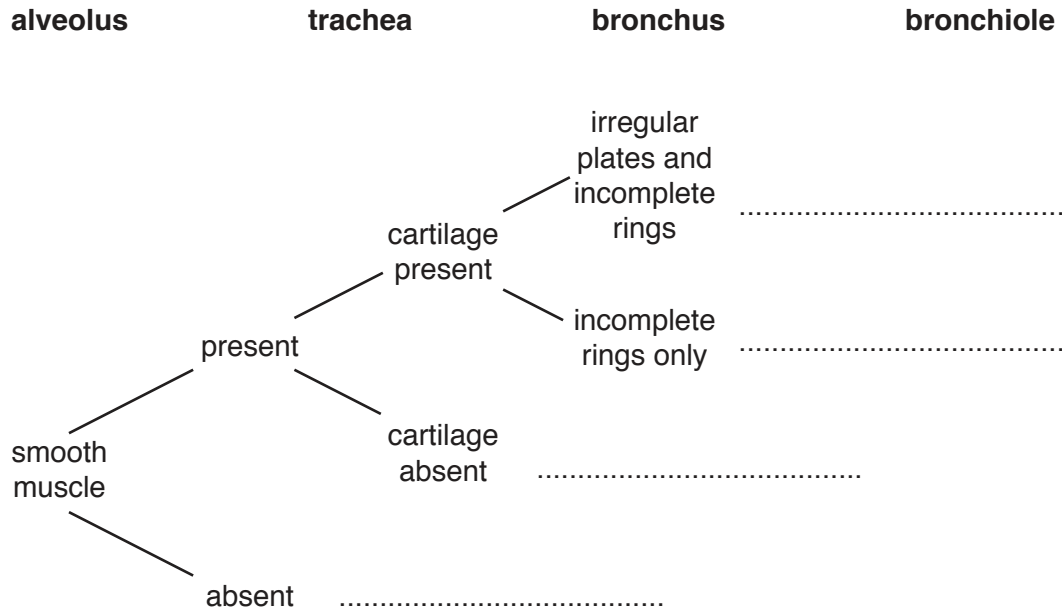 alveolus trachea bronchus bronchiole
irregular
plates and
incomplete
rings ........................................
cartilage
present
incomplete
rings only ........................................
present
cartilage
absent ........................................
smooth
muscle
absent ........................................